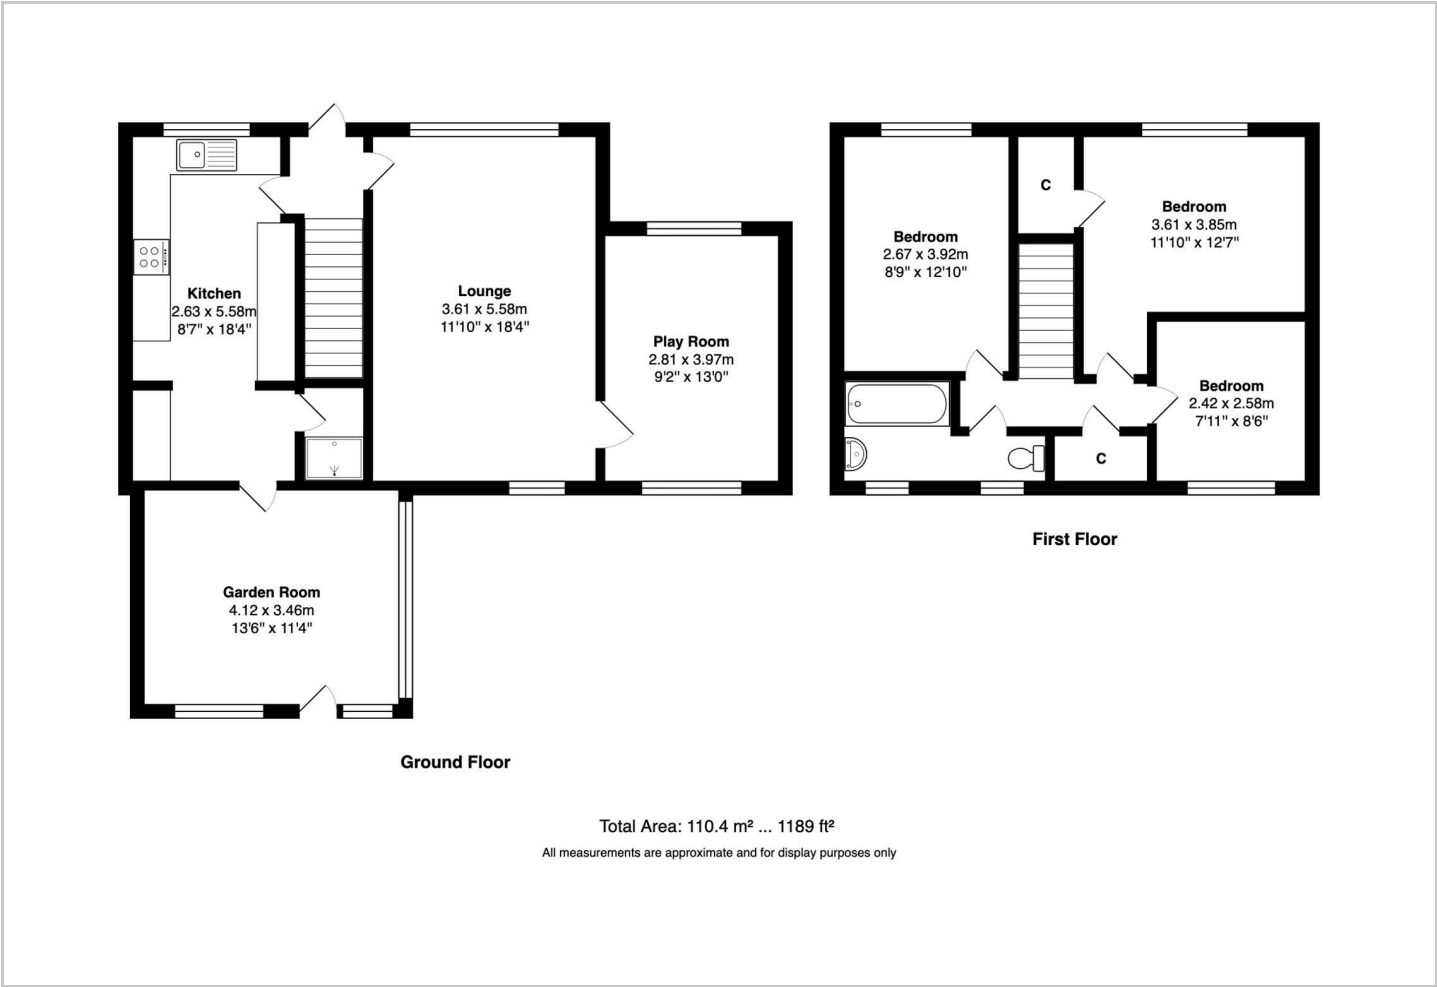 Kitchen
2.63 x 5.58m
8'7" x 18'4"
Lounge
3.61 x 5.58m
11'10" x 18'4"
Play Room
2.81 x 3.97m
9'2" x 13'0"
Garden Room
4.12 x 3.46m
13'6" x 11'4"
Ground Floor
Bedroom
2.67 x 3.92m
8'9" x 12'10"
C
Bedroom
3.61 x 3.85m
11'10" x 12'7"
Bedroom
2.42 x 2.58m
7'11" x 8'6"
C
First Floor
Total Area: 110.4 m² ... 1189 ft²
All measurements are approximate and for display purposes only